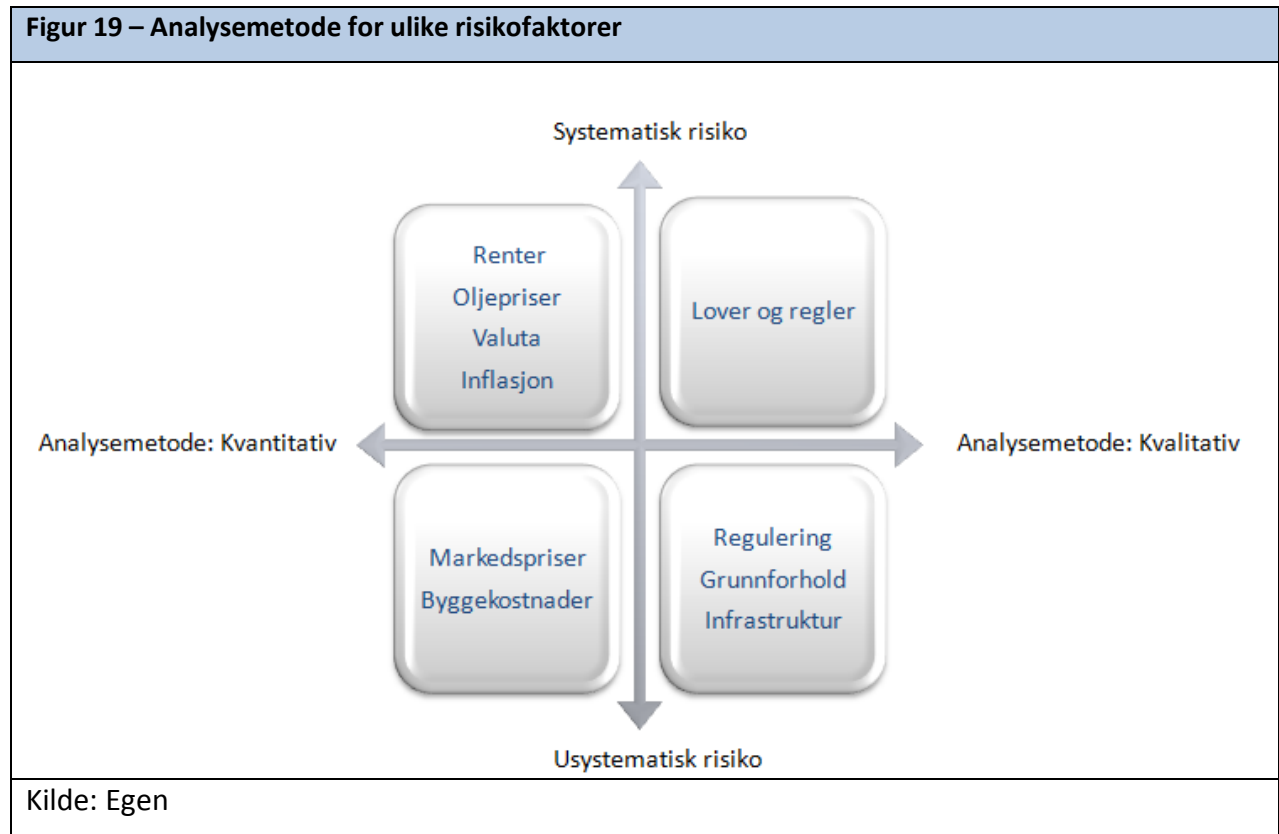 Figur 19 – Analysemetode for ulike risikofaktorer
Systematisk risiko
Renter
Oljepriser
Valuta
Inflasjon
Lover og regler
Analysemetode: Kvantitativ
Analysemetode: Kvalitativ
Markedspriser
Byggekostnader
Regulering
Grunnforhold
Infrastruktur
Usystematisk risiko
Kilde: Egen